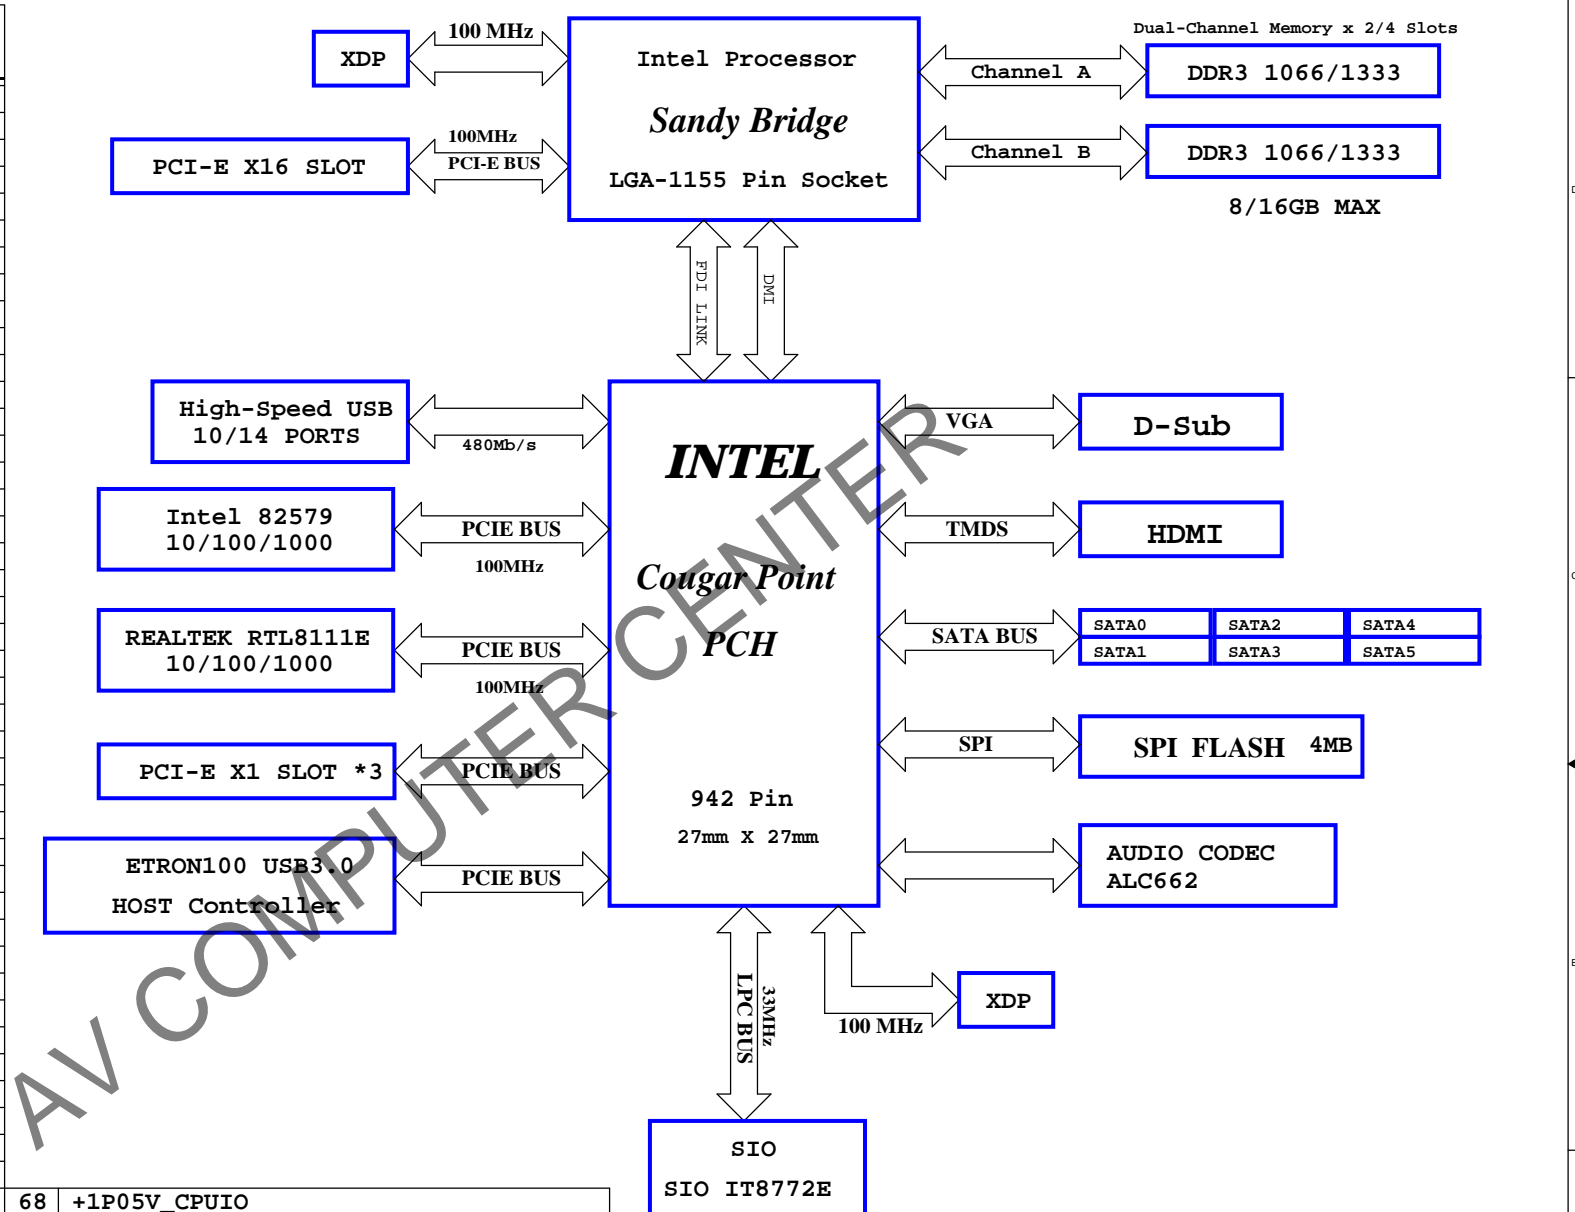 Dual-Channel Memory x 2/4 Slots
XDP
100 MHz
Intel Processor
Sandy Bridge
LGA-1155 Pin Socket
Channel A
DDR3 1066/1333
PCI-E X16 SLOT
100MHz
PCI-E BUS
Channel B
DDR3 1066/1333
8/16GB MAX
FDI LINK
DMI
High-Speed USB
10/14 PORTS
480Mb/s
INTEL
Cougar Point
PCH
942 Pin
27mm X 27mm
VGA
D-Sub
Intel 82579
10/100/1000
PCIE BUS
100MHz
TMDS
HDMI
REALTEK RTL8111E
10/100/1000
PCIE BUS
100MHz
SATA BUS
SATA0
SATA2
SATA4
SATA1
SATA3
SATA5
PCI-E X1 SLOT *3
PCIE BUS
SPI
SPI FLASH 4MB
ETRON100 USB3.0
HOST Controller
PCIE BUS
AUDIO CODEC
ALC662
LPC BUS
33MHz
100 MHz
XDP
SIO
SIO IT8772E
68 +1P05V_CPUIO
AV COMPUTER CENTER
D
C